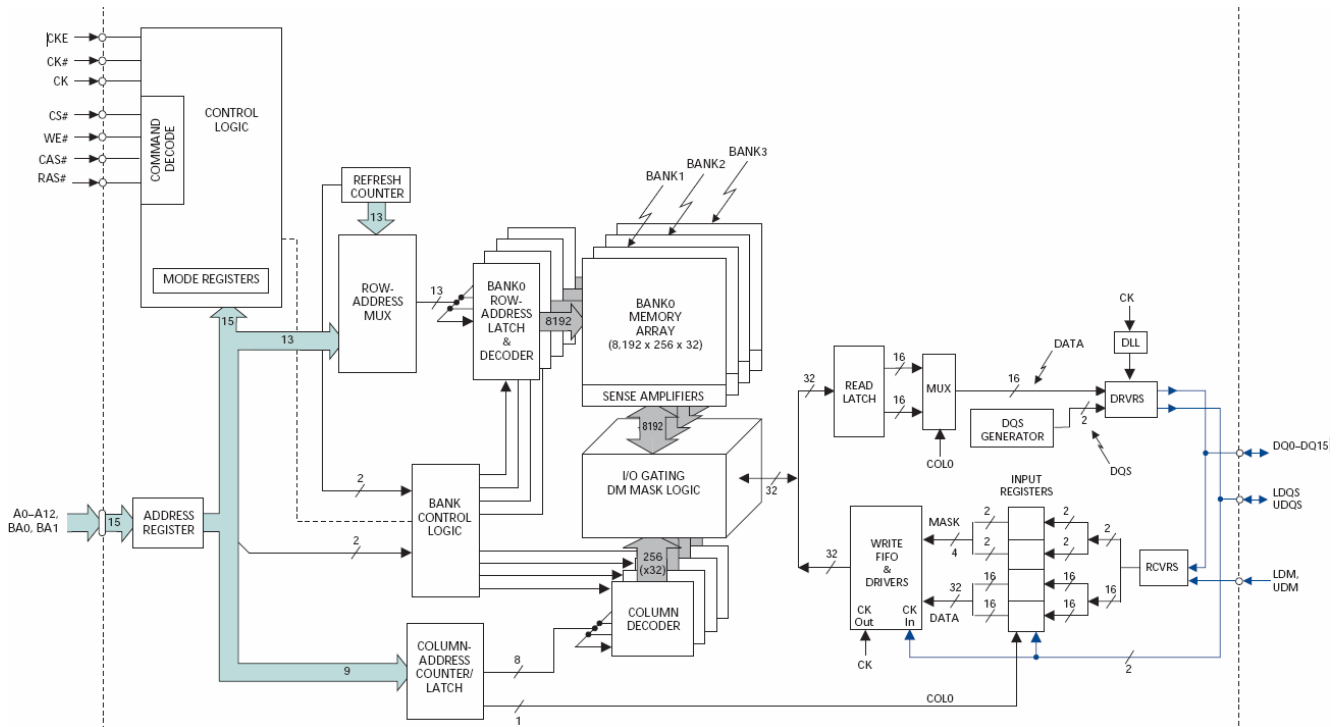 CKE
CK#
CK
CS#
WE#
CAS#
RAS#
COMMAND
DECODE
CONTROL
LOGIC
MODE REGISTERS
15
REFRESH
COUNTER
13
ROW-
ADDRESS
MUX
13
13
BANK0
ROW-
ADDRESS
LATCH
&
DECODER
8192
BANK1
BANK2
BANK3
BANK0
MEMORY
ARRAY
(8,192 x 256 x 32)
SENSE AMPLIFIERS
8192
I/O GATING
DM MASK LOGIC
A0–A12,
BA0, BA1
15
ADDRESS
REGISTER
2
2
BANK
CONTROL
LOGIC
256
(x32)
COLUMN
DECODER
9
COLUMN-
ADDRESS
COUNTER/
LATCH
8
1
COL0
32
32
READ
LATCH
16
16
MUX
COL0
16
DATA
CK
DLL
DRVRS
DQS
GENERATOR
2
DQS
DQ0–DQ15
LDQS
UDQS
LDM,
UDM
INPUT
REGISTERS
32
WRITE
FIFO
&
DRIVERS
CK
Out
CK
In
CK
MASK
4
2
2
2
2
2
32
DATA
16
16
16
16
16
RCVRS
2